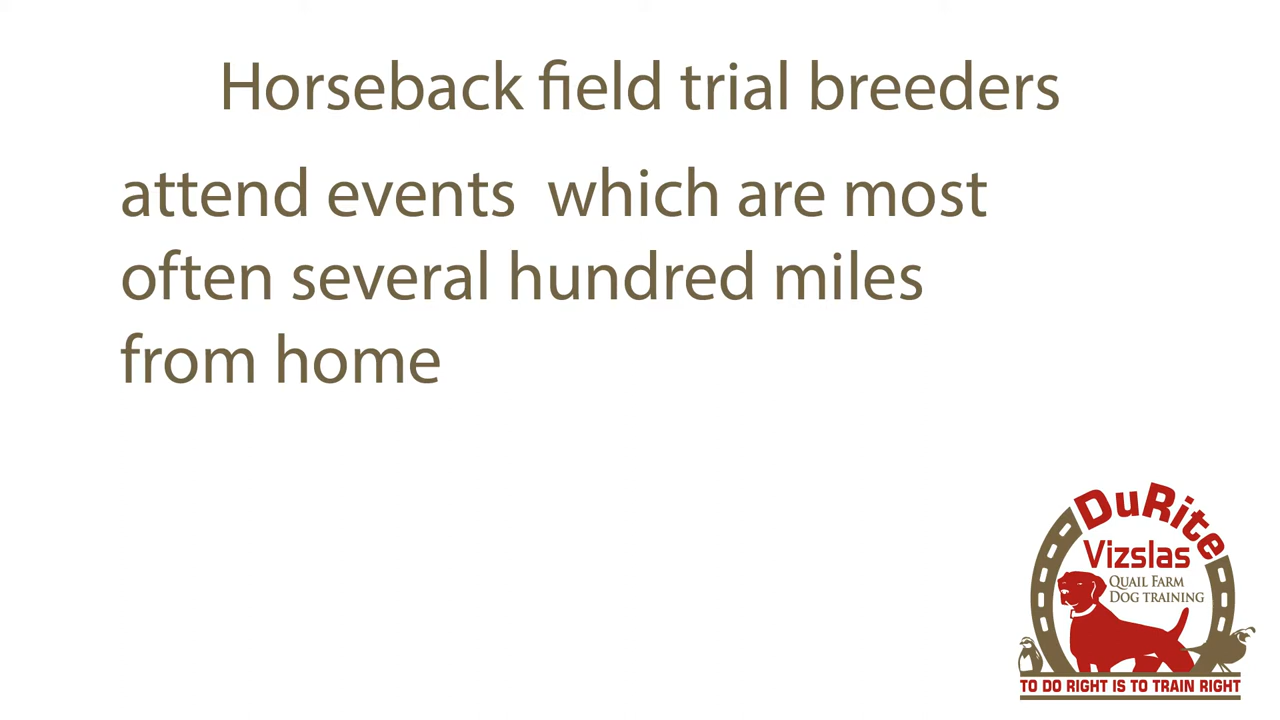 Horseback field trial breeders
attend events  which are most
often several hundred miles
from home
DuRite
Vizslas
Quail Farm
Dog training
TO DO RIGHT IS TO TRAIN RIGHT